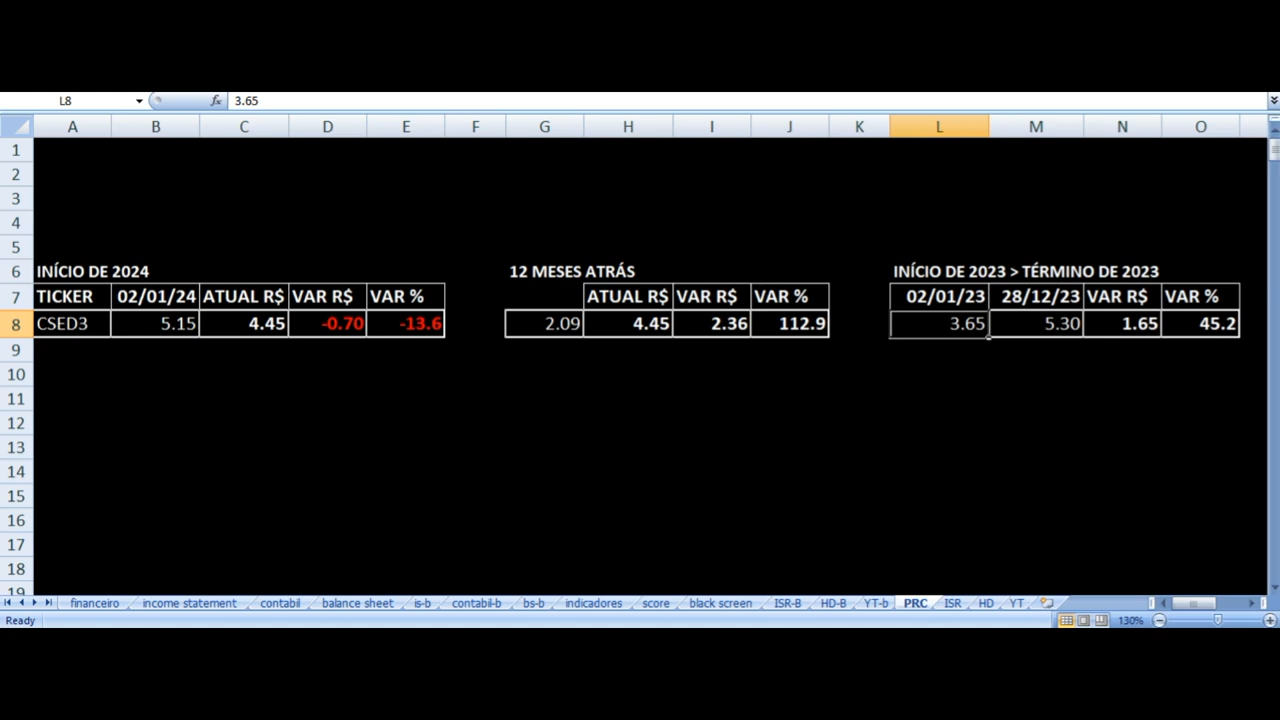 L8 fx 3.65
A B C D E F G H I J K L M N O
1
2
3
4
5
6 INÍCIO DE 2024 12 MESES ATRÁS INÍCIO DE 2023 > TÉRMINO DE 2023
7 TICKER 02/01/24 ATUAL R$ VAR R$ VAR % ATUAL R$ VAR R$ VAR % 02/01/23 28/12/23 VAR R$ VAR %
8 CSED3 5.15 4.45 -0.70 -13.6 2.09 4.45 2.36 112.9 3.65 5.30 1.65 45.2
9
10
11
12
13
14
15
16
17
18
19
financeiro income statement contabil balance sheet is-b contabil-b bs-b indicadores score black screen ISR-B HD-B YT-b PRC ISR HD YT
Ready 130%